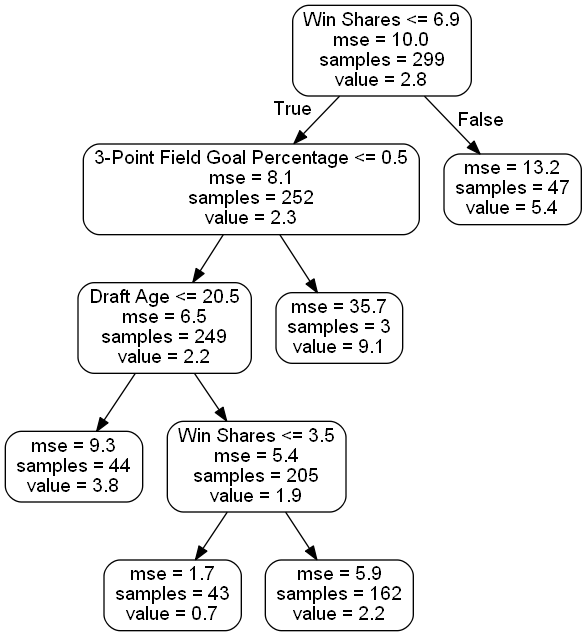 Win Shares <= 6.9
mse = 10.0
samples = 299
value = 2.8
True
False
3-Point Field Goal Percentage <= 0.5
mse = 8.1
samples = 252
value = 2.3
mse = 13.2
samples = 47
value = 5.4
Draft Age <= 20.5
mse = 6.5
samples = 249
value = 2.2
mse = 35.7
samples = 3
value = 9.1
mse = 9.3
samples = 44
value = 3.8
Win Shares <= 3.5
mse = 5.4
samples = 205
value = 1.9
mse = 1.7
samples = 43
value = 0.7
mse = 5.9
samples = 162
value = 2.2